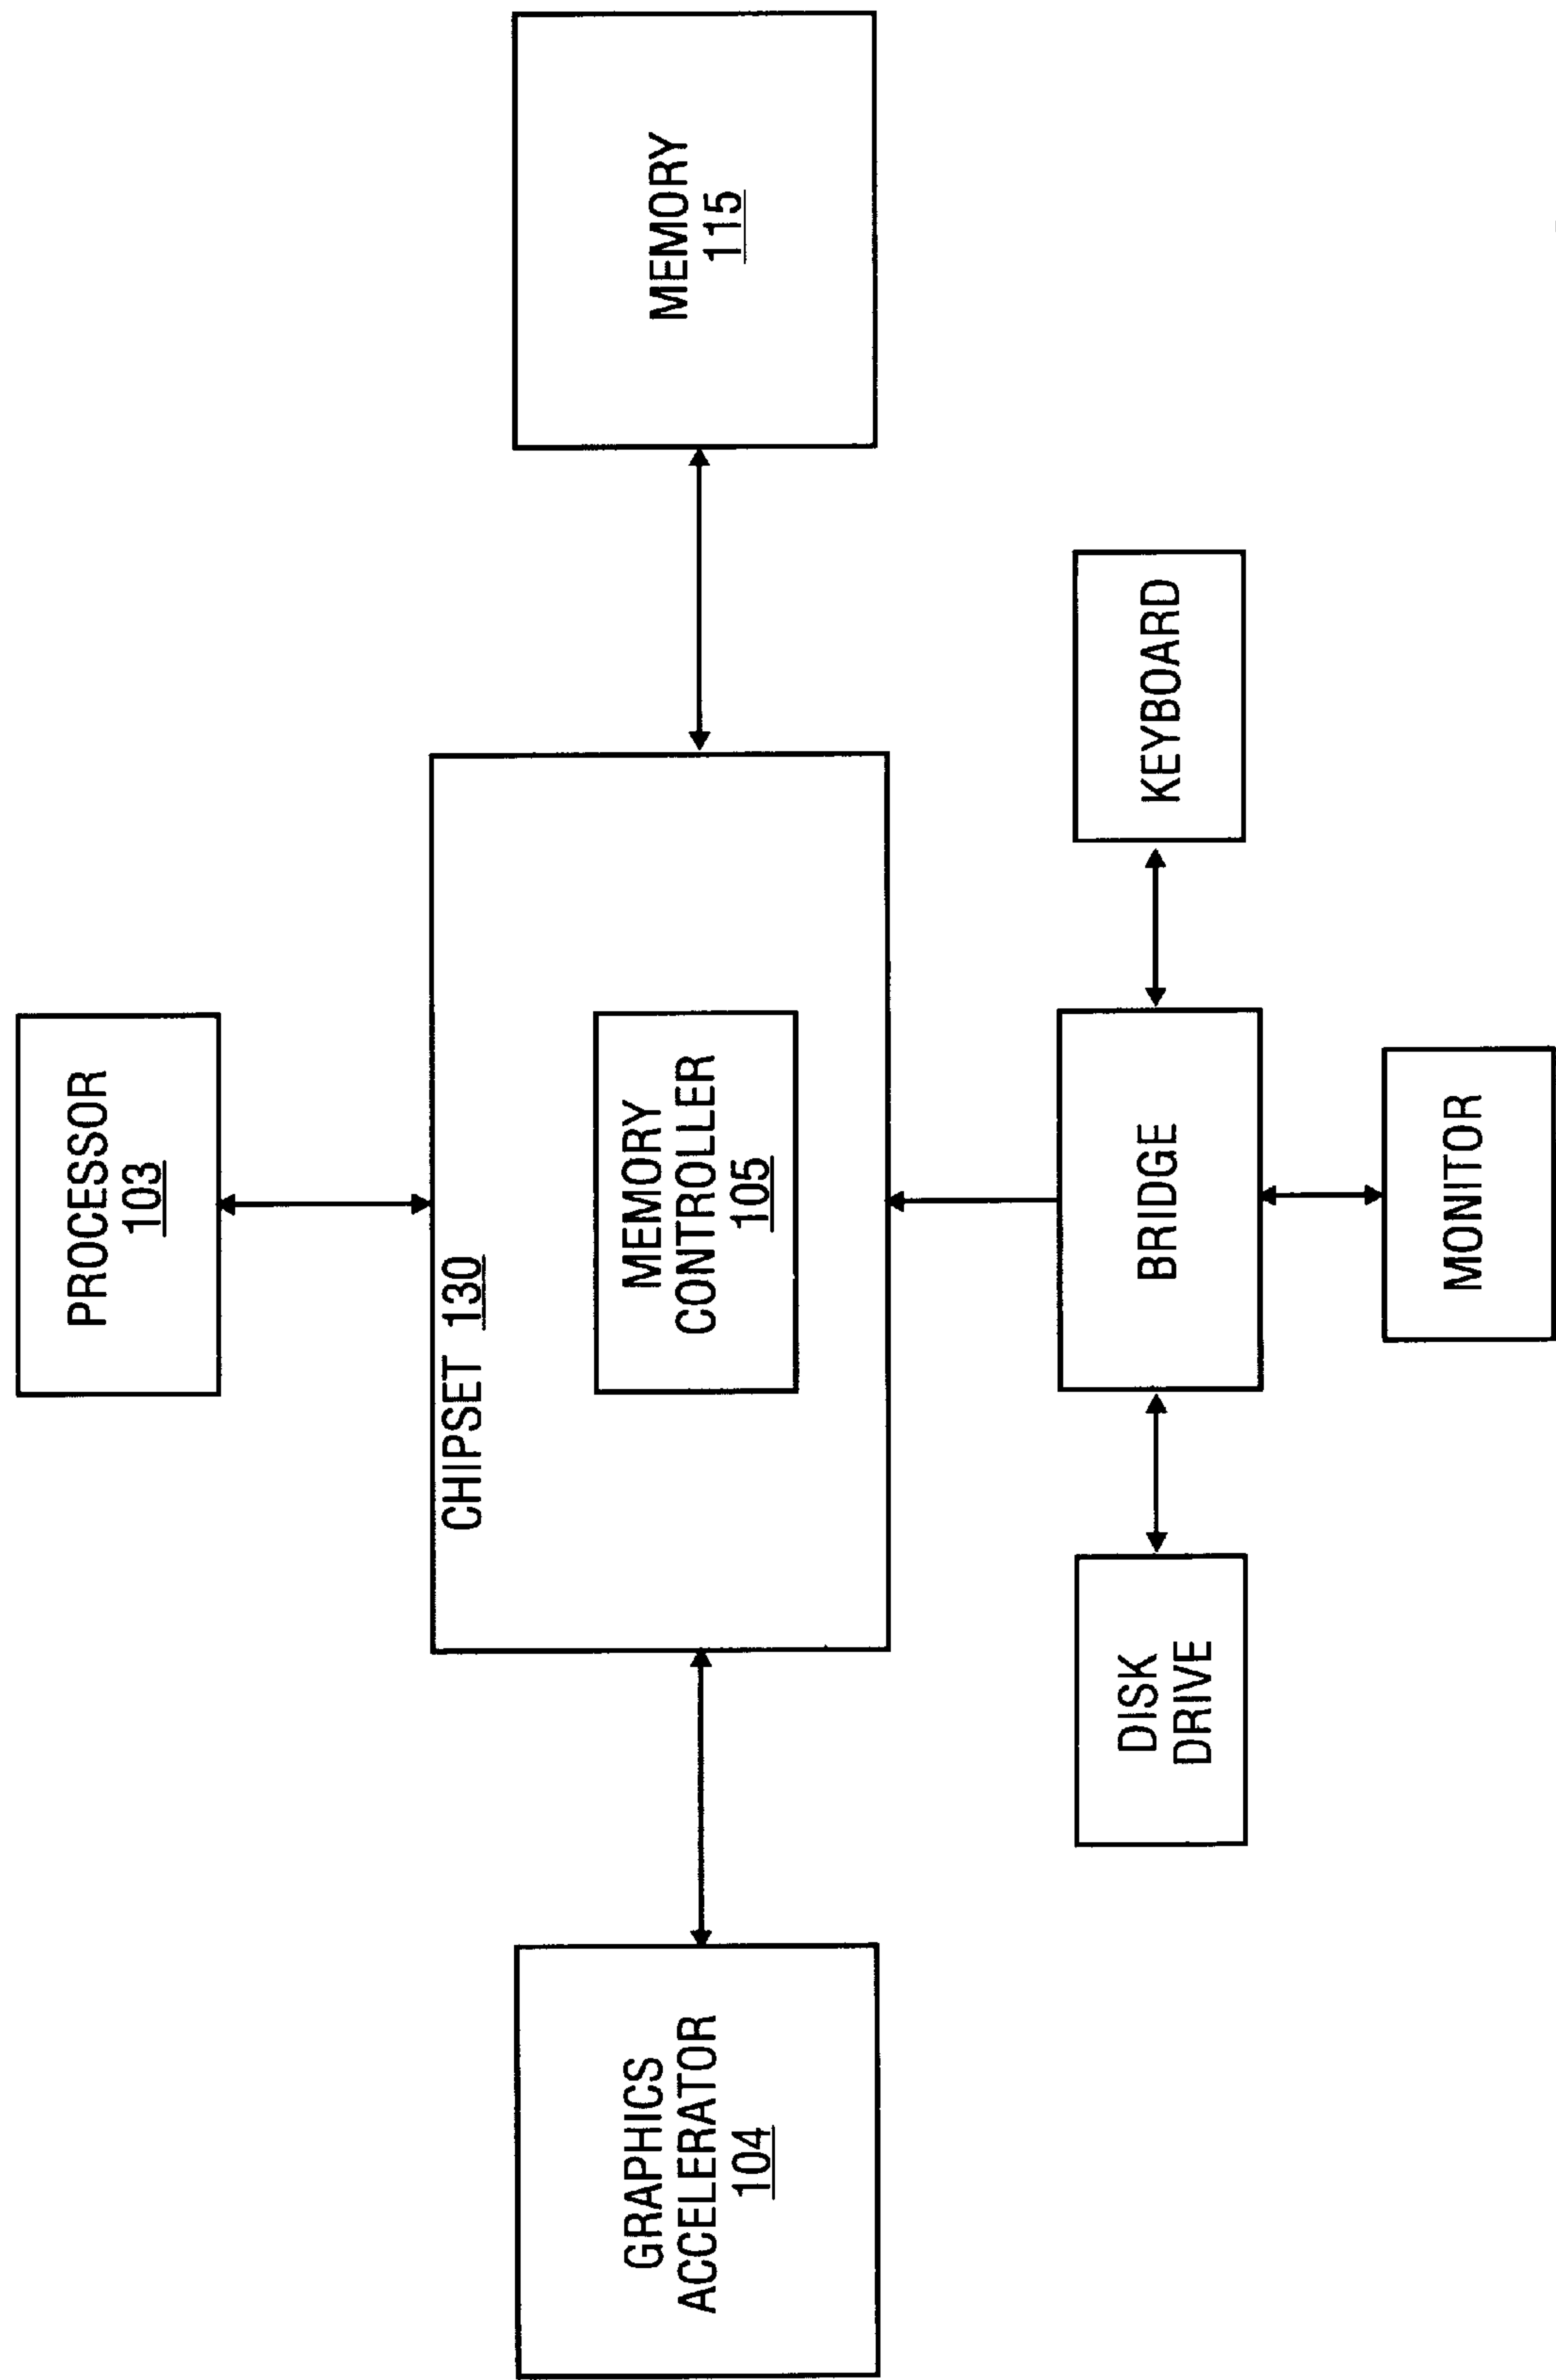 PROCESSOR
103
CHIPSET 130
MEMORY
CONTROLLER
105
GRAPHICS
ACCELERATOR
104
MEMORY
115
DISK
DRIVE
BRIDGE
KEYBOARD
MONITOR